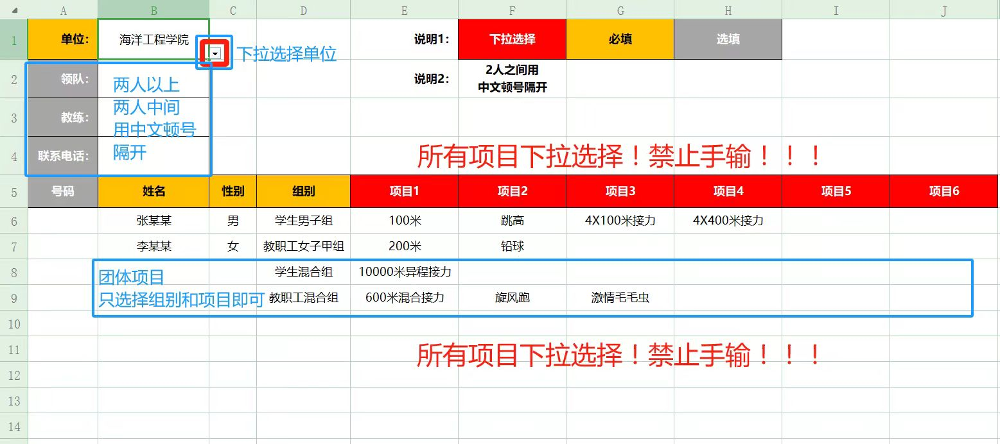 A B C D E F G H I J
1 单位： 海洋工程学院 说明1： 下拉选择 必填 选填
下拉选择单位
2 领队： 说明2： 2人之间用
中文顿号隔开
两人以上
3 教练：
两人中间
用中文顿号
4 联系电话：
隔开
所有项目下拉选择！禁止手输！！！
5 号码 姓名 性别 组别 项目1 项目2 项目3 项目4 项目5 项目6
6 张某某 男 学生男子组 100米 跳高 4X100米接力 4X400米接力
7 李某某 女 教职工女子甲组 200米 铅球
8 学生混合组 10000米异程接力
团体项目
9 教职工混合组 600米混合接力 旋风跑 激情毛毛虫
只选择组别和项目即可
10
11
所有项目下拉选择！禁止手输！！！
12
13
14